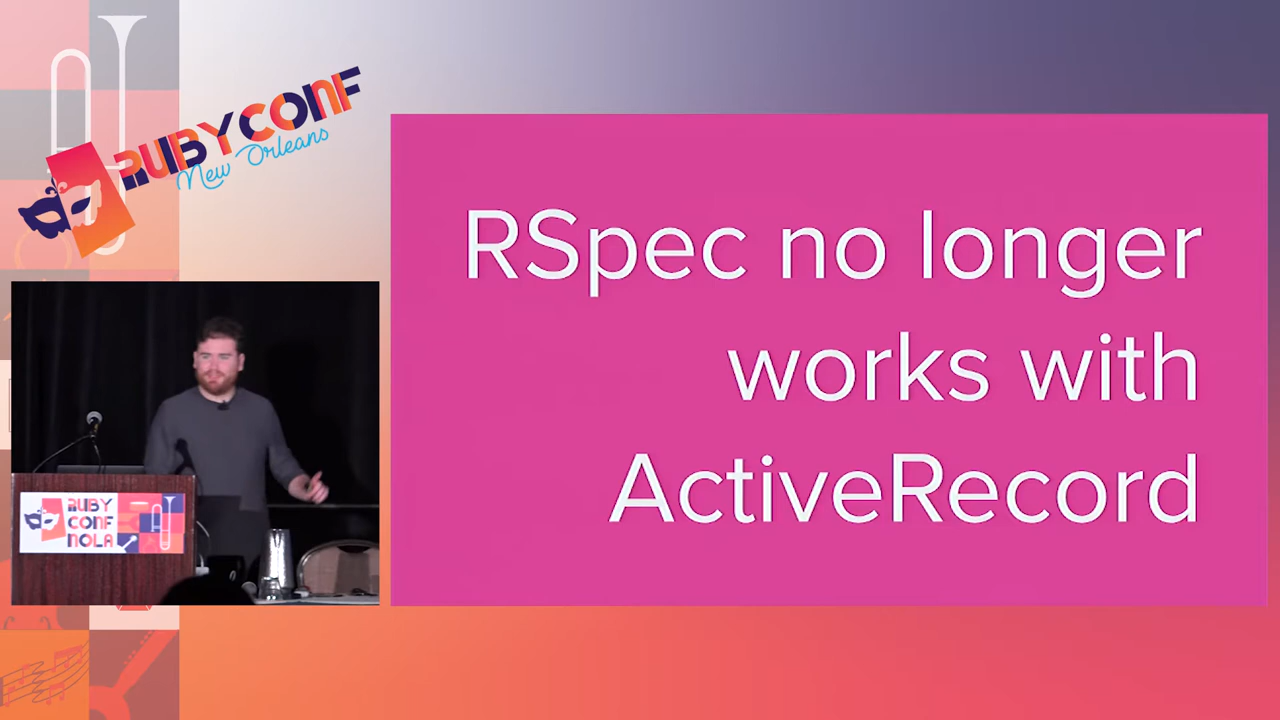 RUBYCONF
New Orleans
RSpec no longer
works with
ActiveRecord
RUBY
CONF
NOLA